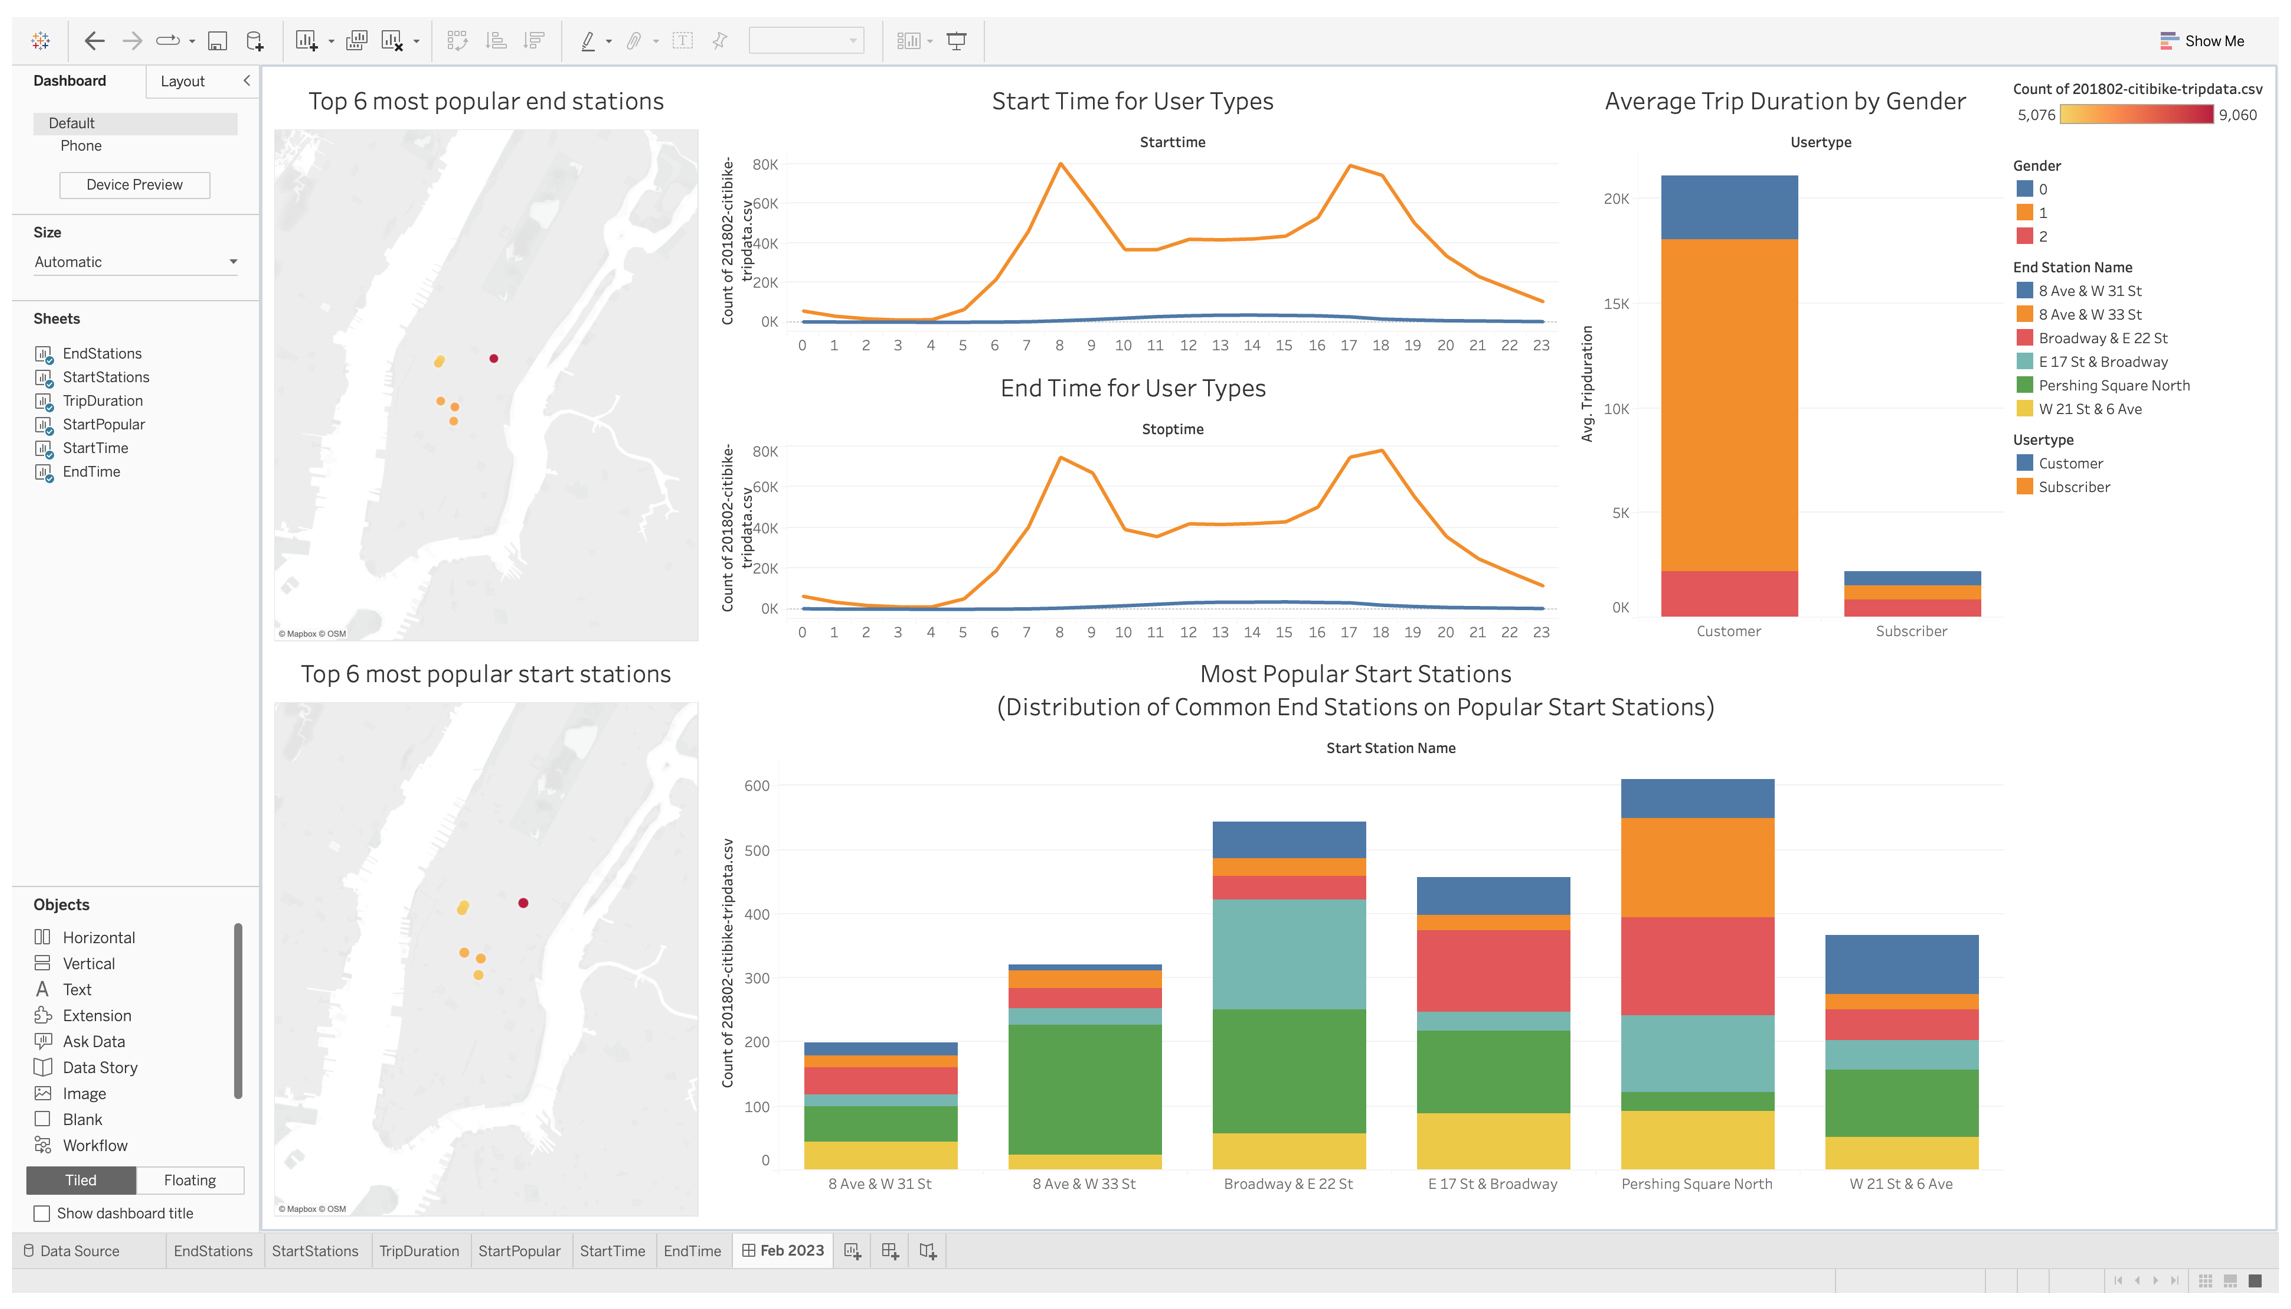 Show Me
Dashboard
Layout
Default
Phone
Device Preview
Size
Automatic
Sheets
EndStations
StartStations
TripDuration
StartPopular
StartTime
EndTime
Objects
Horizontal
Vertical
Text
Extension
Ask Data
Data Story
Image
Blank
Workflow
Tiled
Floating
Show dashboard title
Top 6 most popular end stations
© Mapbox © OSM
Top 6 most popular start stations
© Mapbox © OSM
Start Time for User Types
Starttime
Count of 201802-citibike-
tripdata.csv
80K
60K
40K
20K
0K
0 1 2 3 4 5 6 7 8 9 10 11 12 13 14 15 16 17 18 19 20 21 22 23
End Time for User Types
Stoptime
Count of 201802-citibike-
tripdata.csv
80K
60K
40K
20K
0K
0 1 2 3 4 5 6 7 8 9 10 11 12 13 14 15 16 17 18 19 20 21 22 23
Average Trip Duration by Gender
Usertype
Avg. Tripduration
20K
15K
10K
5K
0K
Customer Subscriber
Count of 201802-citibike-tripdata.csv
5,076 9,060
Gender
0
1
2
End Station Name
8 Ave & W 31 St
8 Ave & W 33 St
Broadway & E 22 St
E 17 St & Broadway
Pershing Square North
W 21 St & 6 Ave
Usertype
Customer
Subscriber
Most Popular Start Stations
(Distribution of Common End Stations on Popular Start Stations)
Start Station Name
Count of 201802-citibike-tripdata.csv
600
500
400
300
200
100
0
8 Ave & W 31 St 8 Ave & W 33 St Broadway & E 22 St E 17 St & Broadway Pershing Square North W 21 St & 6 Ave
Data Source EndStations StartStations TripDuration StartPopular StartTime EndTime Feb 2023